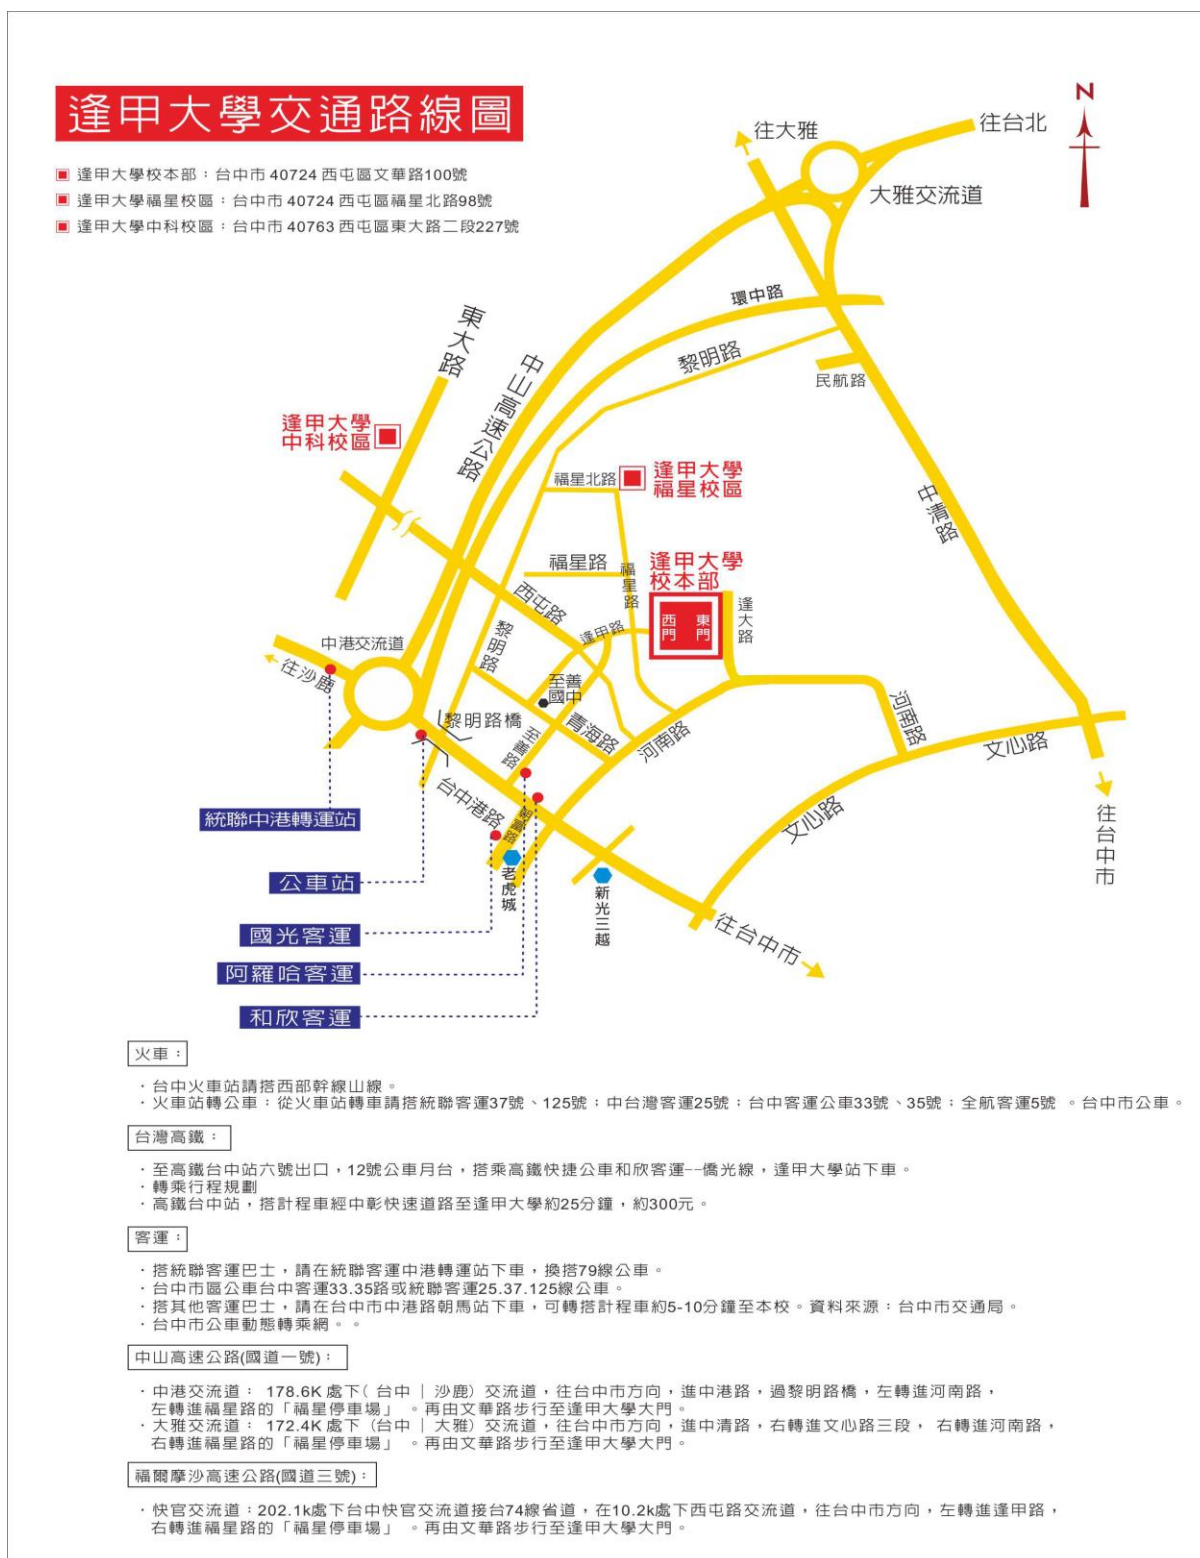 逢甲大學交通路線圖
逢甲大學校本部：台中市 40724 西屯區文華路100號
逢甲大學福星校區：台中市 40724 西屯區福星北路98號
逢甲大學中科校區：台中市 40763 西屯區東大路二段227號
N
往大雅
往台北
大雅交流道
環中路
東大路
中山高速公路
黎明路
民航路
逢甲大學
中科校區
福星北路
逢甲大學
福星校區
中清路
福星路
福星路
逢甲大學
校本部
西門
東門
逢大路
西屯路
逢甲路
黎明路
中港交流道
往沙鹿
至善
國中
河南路
黎明路橋
青海路
至善路
河南路
文心路
台中港路
朝富路
文心路
往台中市
統聯中港轉運站
公車站
老虎城
新光三越
往台中市
國光客運
阿羅哈客運
和欣客運
火車：
・台中火車站請搭西部幹線山線。
・火車站轉公車：從火車站轉車請搭統聯客運37號、125號；中台灣客運25號；台中客運公車33號、35號；全航客運5號 。台中市公車。
台灣高鐵：
・至高鐵台中站六號出口，12號公車月台，搭乘高鐵快捷公車和欣客運--僑光線，逢甲大學站下車。
・轉乘行程規劃
・高鐵台中站，搭計程車經中彰快速道路至逢甲大學約25分鐘，約300元。
客運：
・搭統聯客運巴士，請在統聯客運中港轉運站下車，換搭79線公車。
・台中市區公車台中客運33.35路或統聯客運25.37.125線公車。
・搭其他客運巴士，請在台中市中港路朝馬站下車，可轉搭計程車約5-10分鐘至本校。資料來源：台中市交通局。
・台中市公車動態轉乘網。。
中山高速公路(國道一號)：
・中港交流道： 178.6K 處下( 台中 | 沙鹿) 交流道，往台中市方向，進中港路，過黎明路橋，左轉進河南路，
左轉進福星路的「福星停車場」 。再由文華路步行至逢甲大學大門。
・大雅交流道： 172.4K 處下 (台中 | 大雅) 交流道，往台中市方向，進中清路，右轉進文心路三段， 右轉進河南路，
右轉進福星路的「福星停車場」 。再由文華路步行至逢甲大學大門。
福爾摩沙高速公路(國道三號)：
・快官交流道：202.1k處下台中快官交流道接台74線省道，在10.2k處下西屯路交流道，往台中市方向，左轉進逢甲路，
右轉進福星路的「福星停車場」 。再由文華路步行至逢甲大學大門。